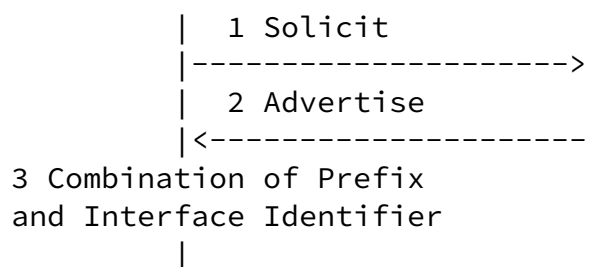 1 Solicit
2 Advertise
3 Combination of Prefix
and Interface Identifier